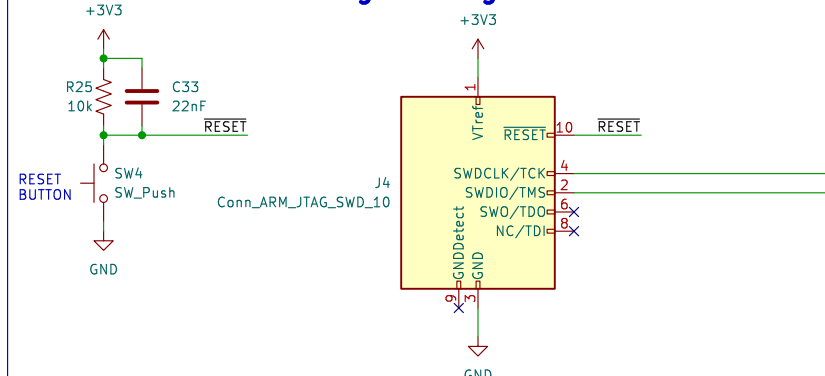 +3V3
R25
10k
C33
22nF
RESET
RESET
BUTTON
SW4
SW_Push
GND
+3V3
1
VTref
RESET
10
RESET
J4
Conn_ARM_JTAG_SWD_10
SWDCLK/TCK
4
SWDIO/TMS
2
SWO/TDO
6
NC/TDI
8
GNDDetect
GND
9
3
GND